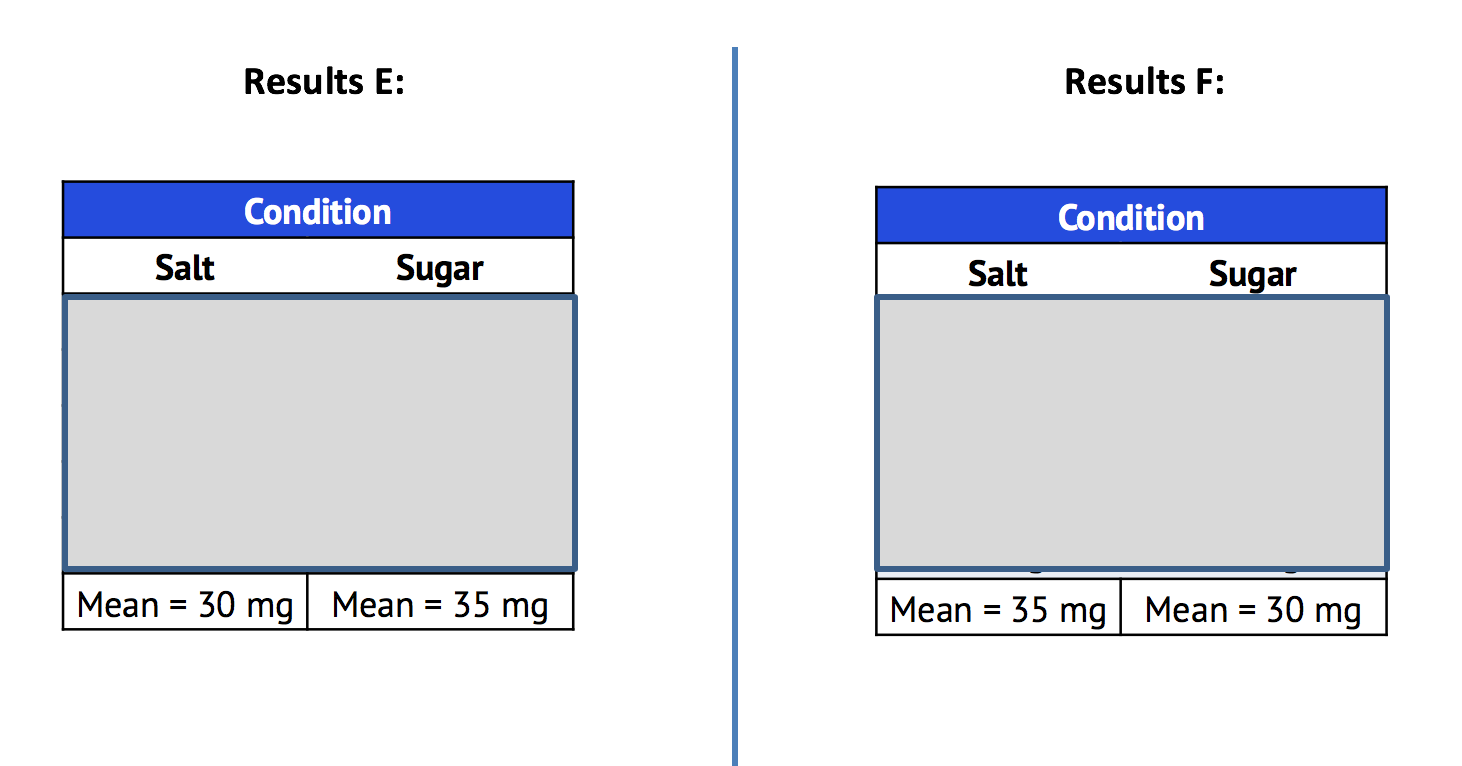 Results E:
Condition
Salt Sugar
Mean = 30 mg Mean = 35 mg
Results F:
Condition
Salt Sugar
Mean = 35 mg Mean = 30 mg